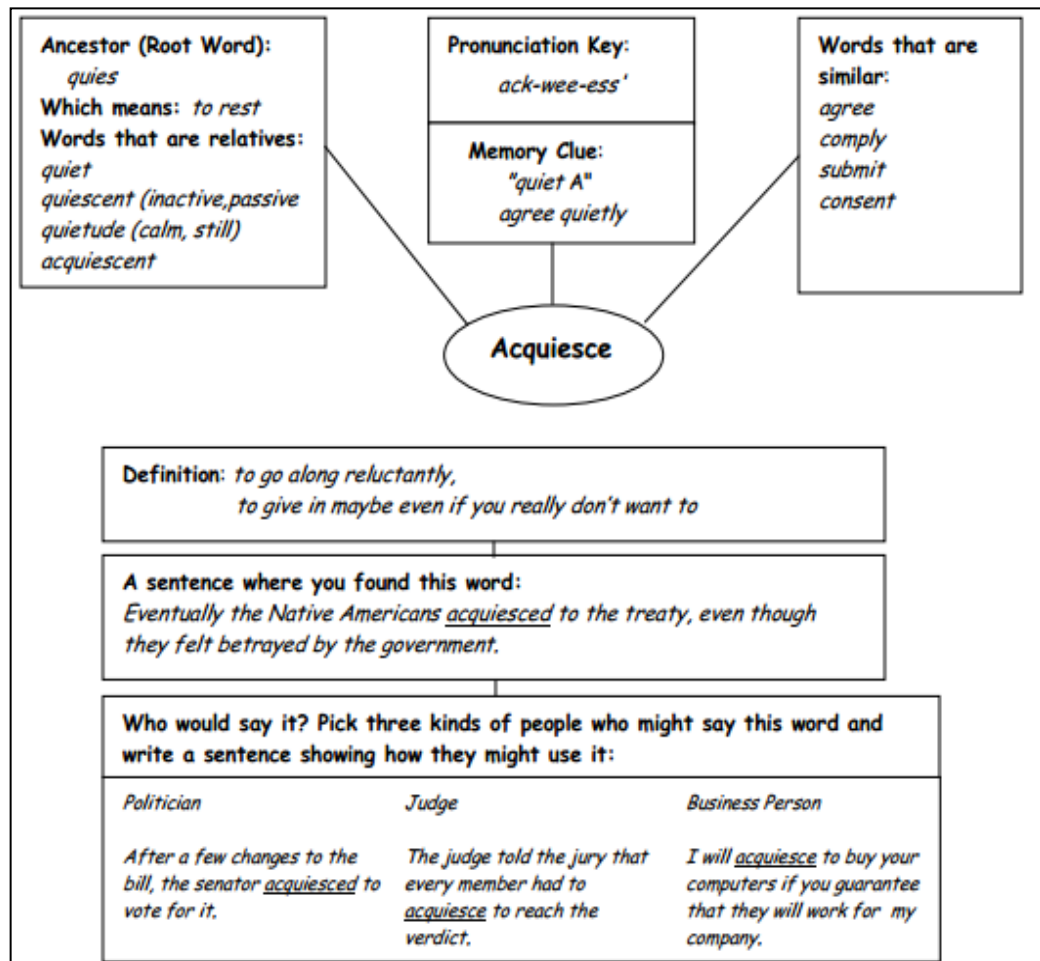 Ancestor (Root Word):
quies
Which means: to rest
Words that are relatives:
quiet
quiescent (inactive,passive
quietude (calm, still)
acquiescent
Pronunciation Key:
ack-wee-ess'
Memory Clue:
"quiet A"
agree quietly
Words that are
similar:
agree
comply
submit
consent
Acquiesce
Definition: to go along reluctantly,
to give in maybe even if you really don't want to
A sentence where you found this word:
Eventually the Native Americans acquiesced to the treaty, even though
they felt betrayed by the government.
Who would say it? Pick three kinds of people who might say this word and
write a sentence showing how they might use it:
Politician
After a few changes to the
bill, the senator acquiesced to
vote for it.
Judge
The judge told the jury that
every member had to
acquiesce to reach the
verdict.
Business Person
I will acquiesce to buy your
computers if you guarantee
that they will work for my
company.